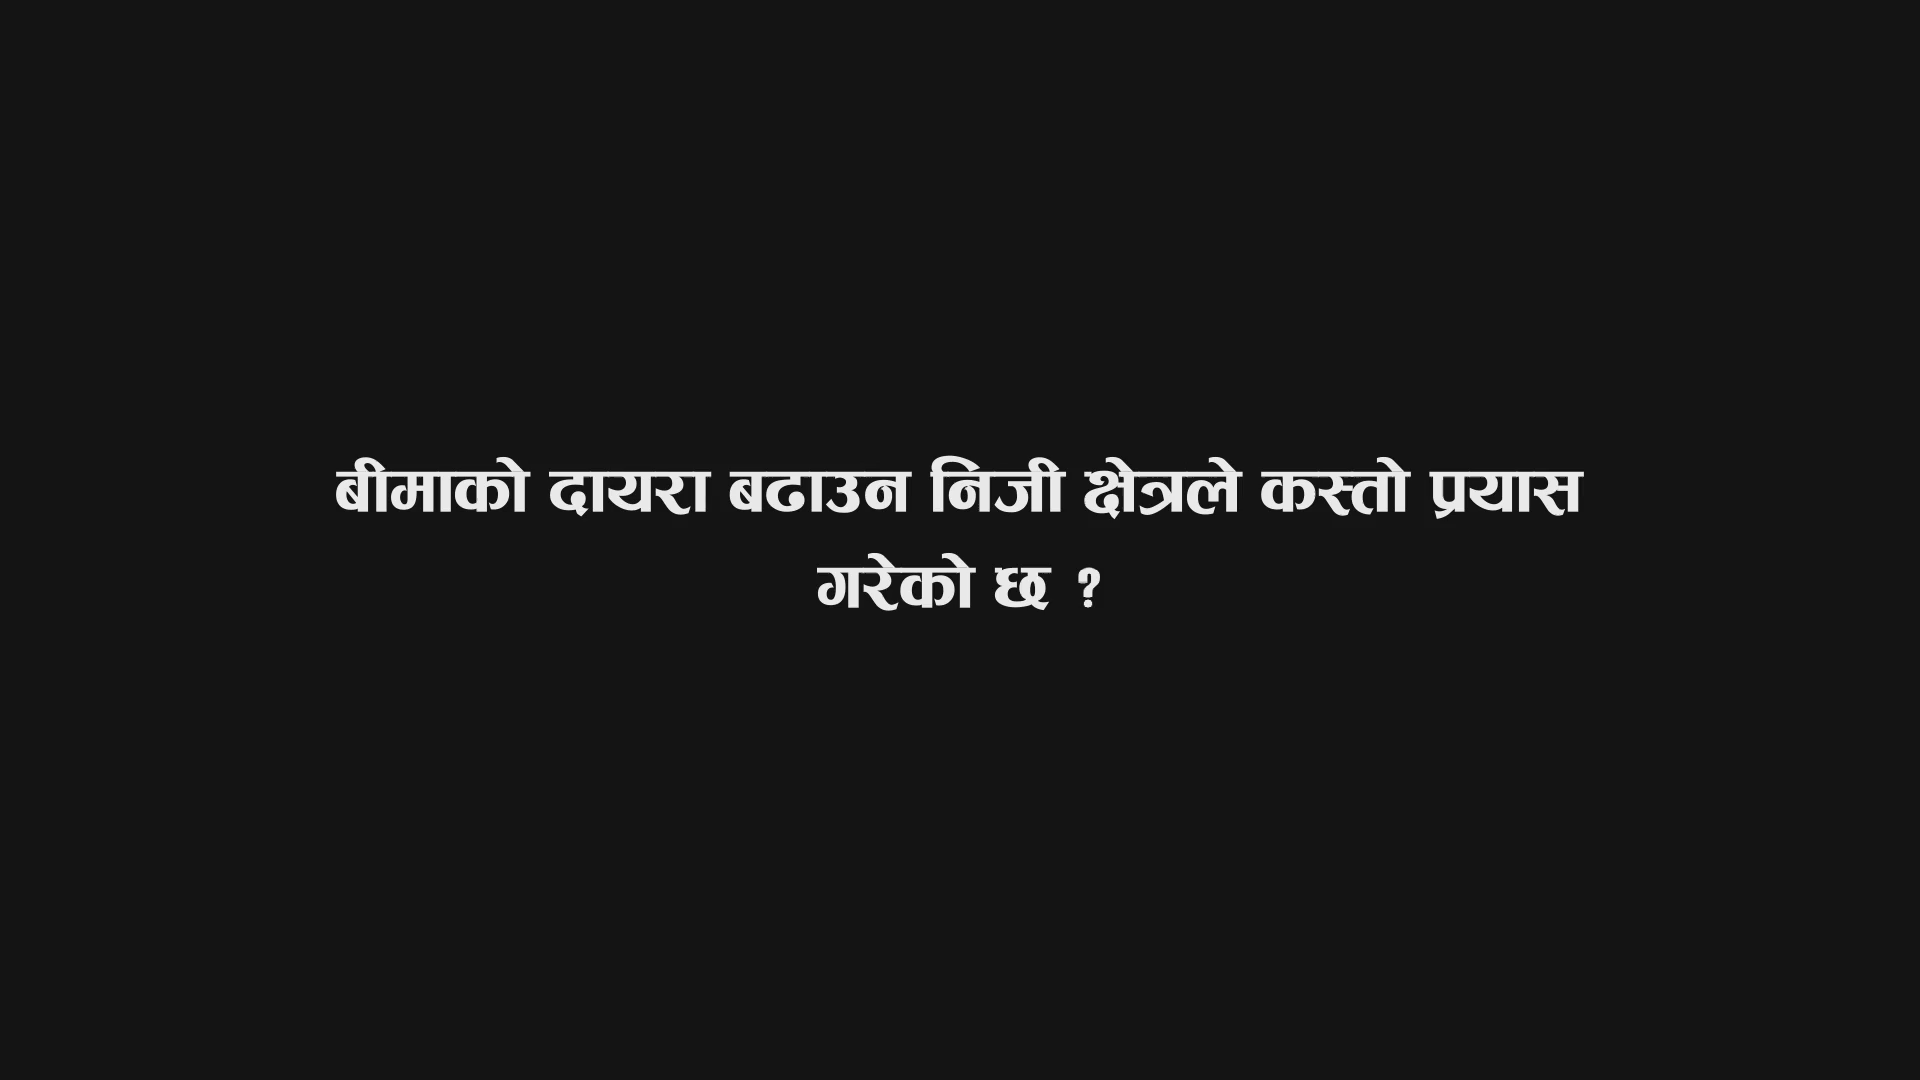 बीमाको दायरा बढाउन निजी क्षेत्रले कस्तो प्रयास
गरेको छ ?